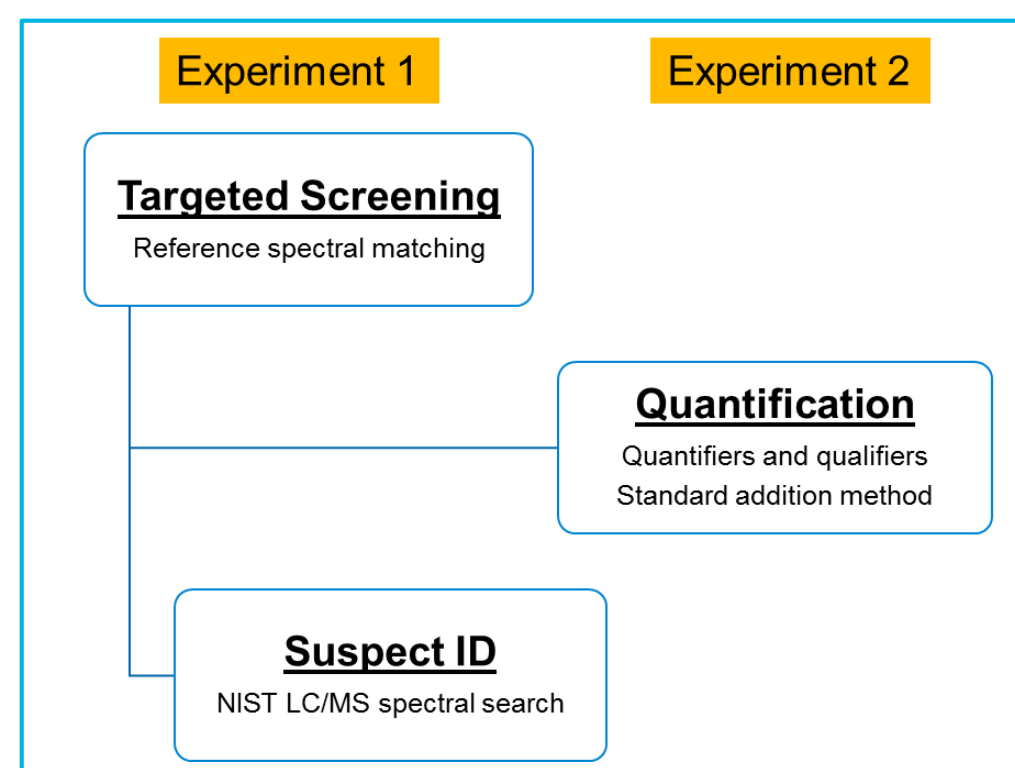 Experiment 1
Experiment 2
Targeted Screening
Reference spectral matching
Quantification
Quantifiers and qualifiers
Standard addition method
Suspect ID
NIST LC/MS spectral search